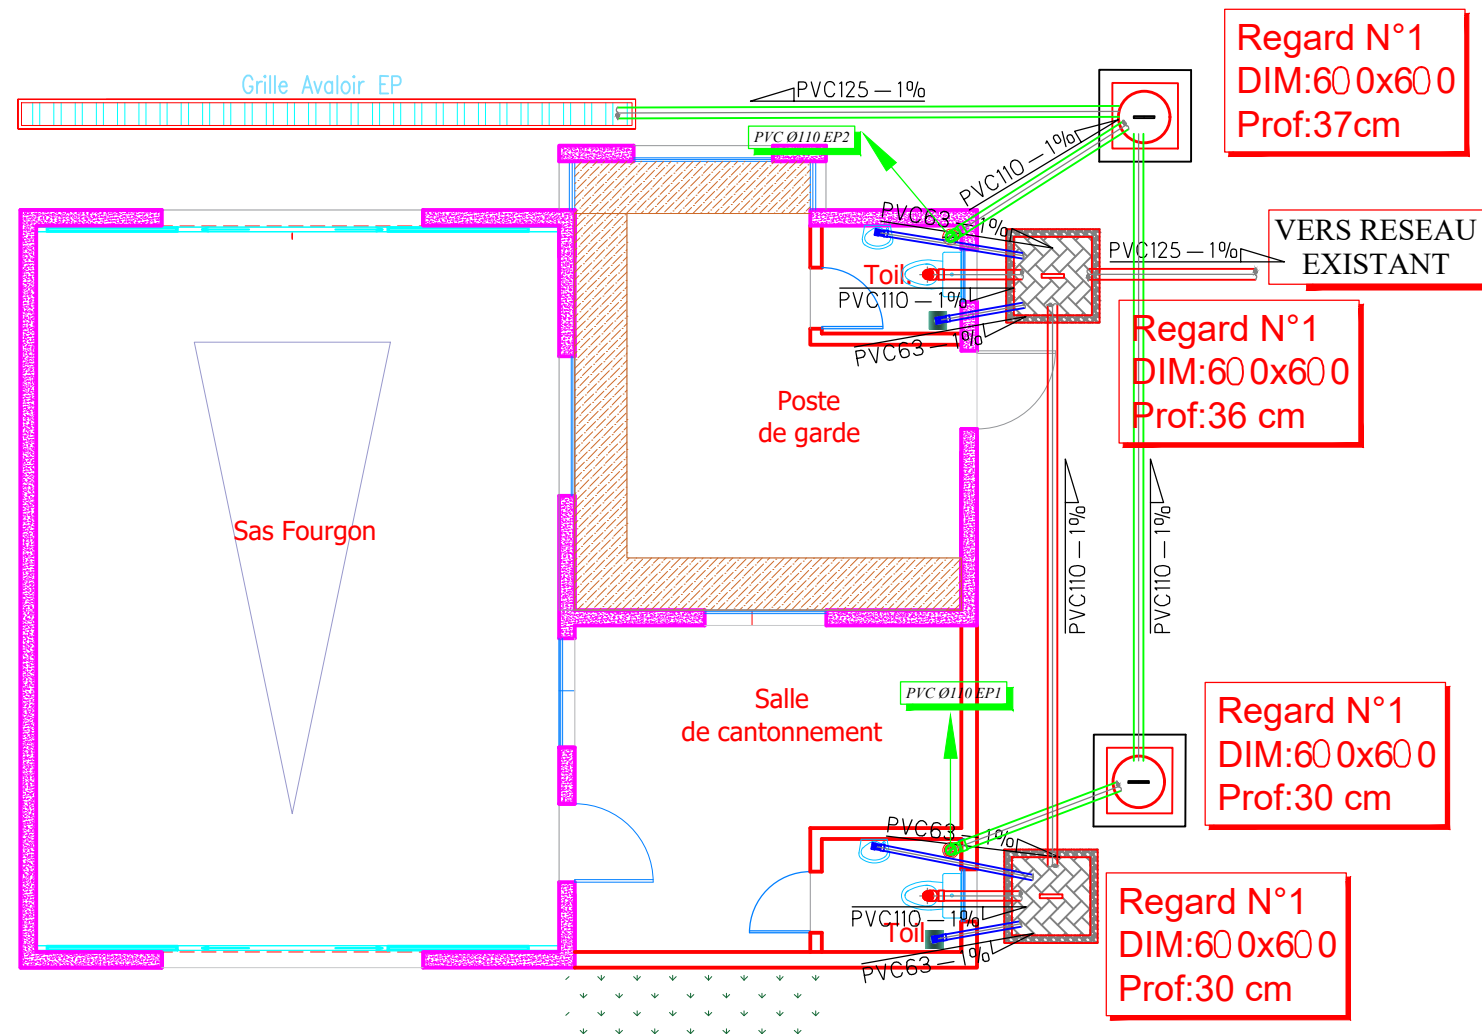 Regard N°1
DIM:600x600
Prof:37cm
Grille Avaloir EP
PVC125-1%
PVC Ø110 EP2
PVC110-1%
PVC63-1%
VERS RESEAU
EXISTANT
PVC125-1%
Toil.
PVC110-1%
PVC63-1%
Regard N°1
DIM:600x600
Prof:36 cm
Poste
de garde
Sas Fourgon
PVC110-1%
PVC110-1%
Salle
de cantonnement
PVC Ø110 EP1
Regard N°1
DIM:600x600
Prof:30 cm
PVC63-1%
PVC110-1%
Toil.
PVC63-1%
Regard N°1
DIM:600x600
Prof:30 cm